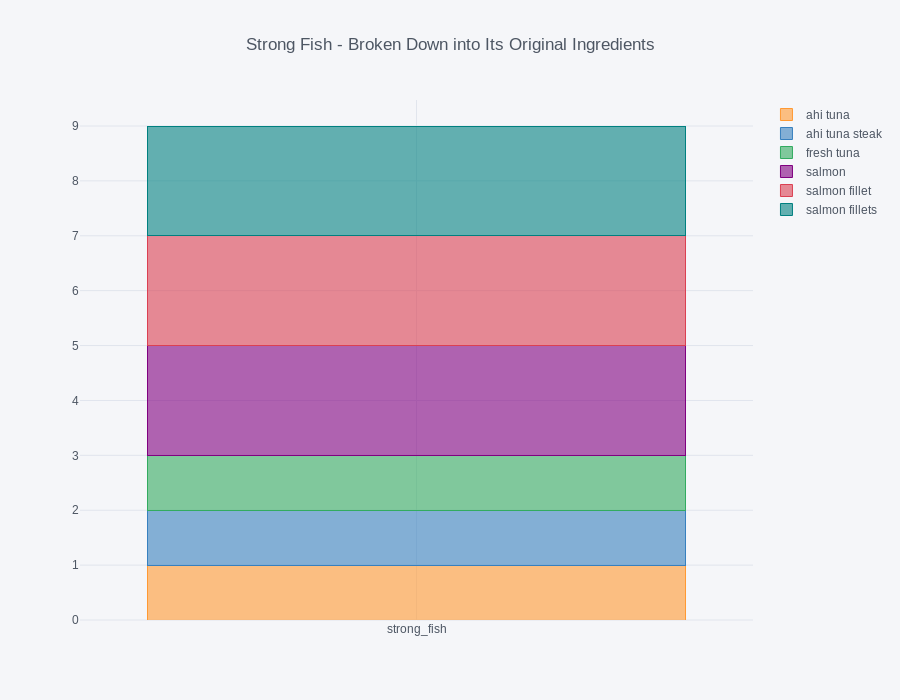 Strong Fish - Broken Down into Its Original Ingredients
9
8
7
6
5
4
3
2
1
0
strong_fish
ahi tuna
ahi tuna steak
fresh tuna
salmon
salmon fillet
salmon fillets